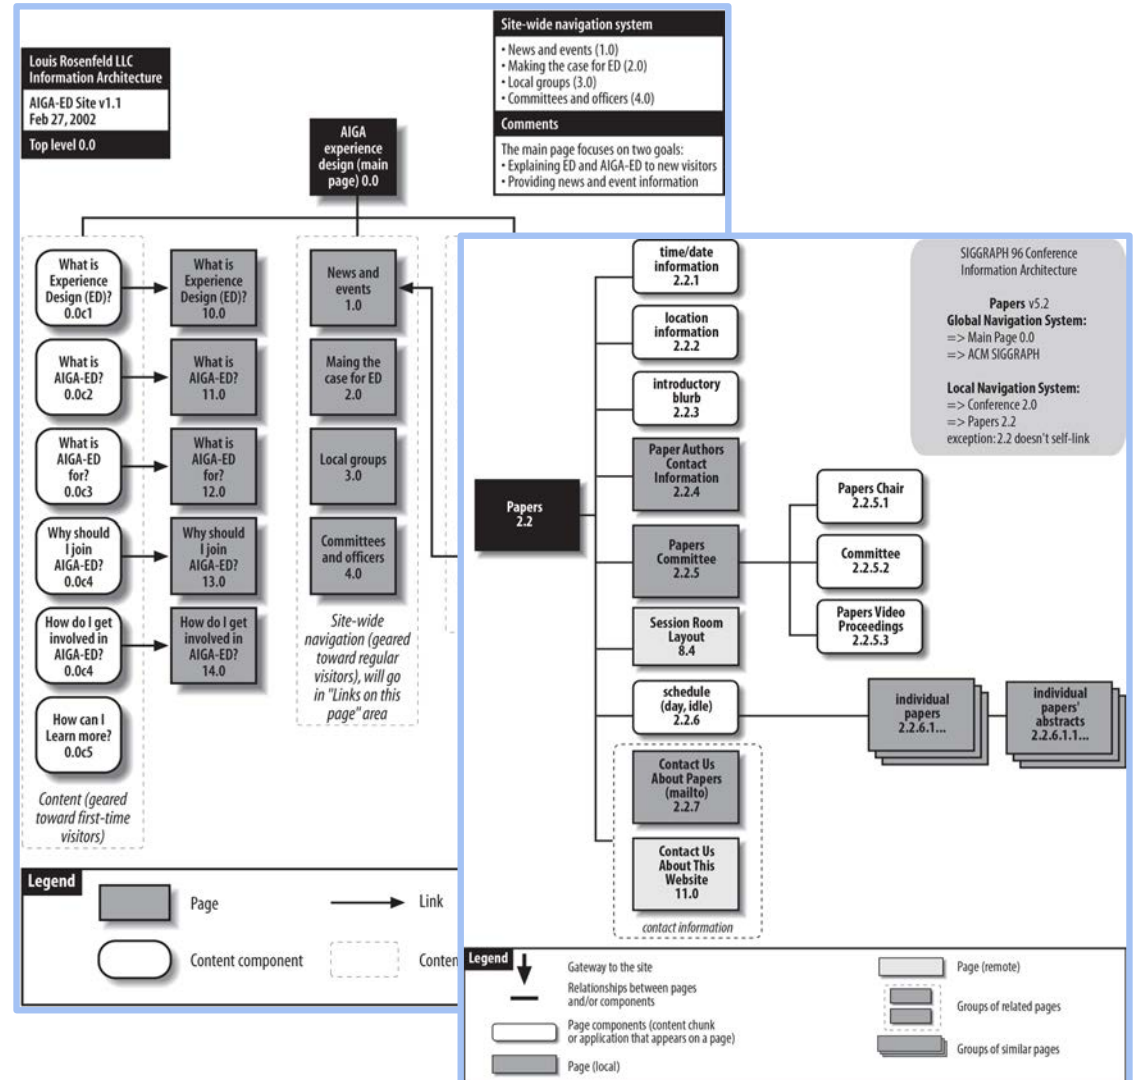 Louis Rosenfeld LLC
Information Architecture
AIGA-ED Site v1.1
Feb 27, 2002
Top level 0.0
Site-wide navigation system
• News and events (1.0)
• Making the case for ED (2.0)
• Local groups (3.0)
• Committees and officers (4.0)
Comments
The main page focuses on two goals:
• Explaining ED and AIGA-ED to new visitors
• Providing news and event information
AIGA
experience
design (main
page) 0.0
What is
Experience
Design (ED)?
0.0c1
What is
AIGA-ED?
0.0c2
What is
AIGA-ED
for?
0.0c3
Why should
I join
AIGA-ED?
0.0c4
How do I get
involved in
AIGA-ED?
0.0c4
How can I
Learn more?
0.0c5
Content (geared
toward first-time
visitors)
What is
Experience
Design (ED)?
10.0
What is
AIGA-ED?
11.0
What is
AIGA-ED
for?
12.0
Why should
I join
AIGA-ED?
13.0
How do I get
involved in
AIGA-ED?
14.0
News and
events
1.0
Maing the
case for ED
2.0
Local groups
3.0
Committees
and officers
4.0
Site-wide
navigation (geared
toward regular
visitors), will go
in "Links on this
page" area
Legend
Page
Link
Content component
Conten
SIGGRAPH 96 Conference
Information Architecture
Papers v5.2
Global Navigation System:
=> Main Page 0.0
=> ACM SIGGRAPH
Local Navigation System:
=> Conference 2.0
=> Papers 2.2
exception: 2.2 doesn't self-link
Papers
2.2
time/date
information
2.2.1
location
information
2.2.2
introductory
blurb
2.2.3
Paper Authors
Contact
Information
2.2.4
Papers
Committee
2.2.5
Session Room
Layout
8.4
schedule
(day, idle)
2.2.6
Contact Us
About Papers
(mailto)
2.2.7
Contact Us
About This
Website
11.0
contact information
Papers Chair
2.2.5.1
Committee
2.2.5.2
Papers Video
Proceedings
2.2.5.3
individual
papers
2.2.6.1...
individual
papers'
abstracts
2.2.6.1.1...
Legend
Gateway to the site
Relationships between pages
and/or components
Page components (content chunk
or application that appears on a page)
Page (local)
Page (remote)
Groups of related pages
Groups of similar pages